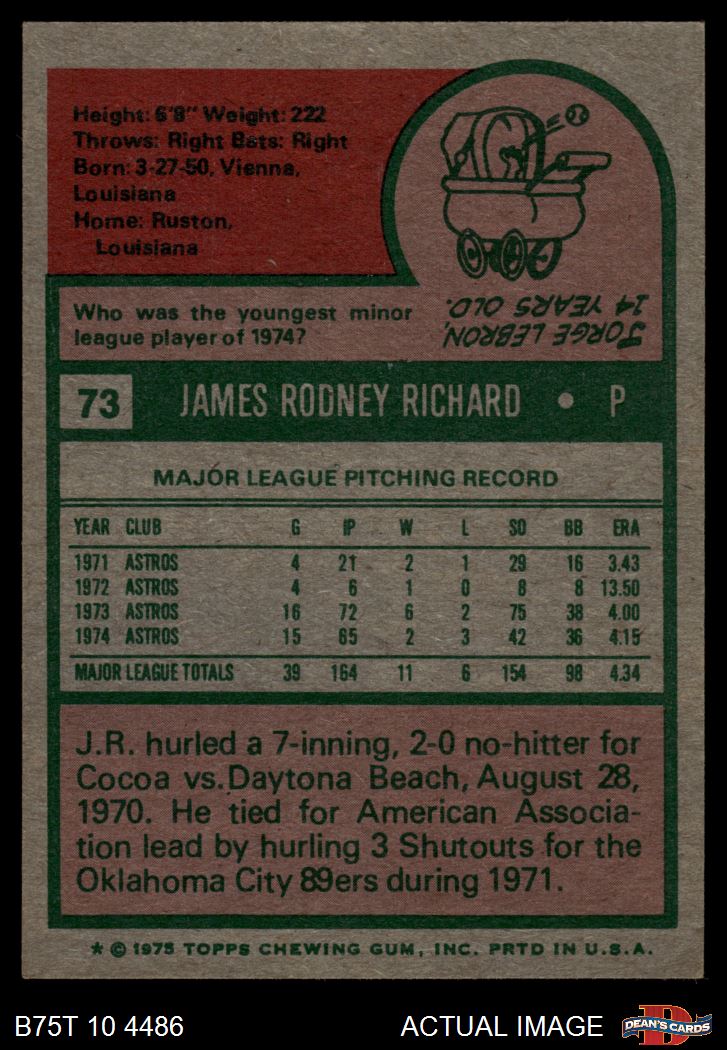 Height: 6'8" Weight: 222
Throws: Right Bats: Right
Born: 3-27-50, Vienna,
Louisiana
Home: Ruston,
Louisiana
Who was the youngest minor
league player of 1974?
JORGE LEBRON,
14 YEARS OLD.
73 JAMES RODNEY RICHARD • P
MAJOR LEAGUE PITCHING RECORD
YEAR CLUB G IP W L SO BB ERA
1971 ASTROS 4 21 2 1 29 16 3.43
1972 ASTROS 4 6 1 0 8 8 13.50
1973 ASTROS 16 72 6 2 75 38 4.00
1974 ASTROS 15 65 2 3 42 36 4.15
MAJOR LEAGUE TOTALS 39 164 11 6 154 98 4.34
J.R. hurled a 7-inning, 2-0 no-hitter for
Cocoa vs. Daytona Beach, August 28,
1970. He tied for American Associa-
tion lead by hurling 3 Shutouts for the
Oklahoma City 89ers during 1971.
* © 1975 TOPPS CHEWING GUM, INC. PRTD IN U.S.A.
B75T 10 4486 ACTUAL IMAGE DEAN'S CARDS